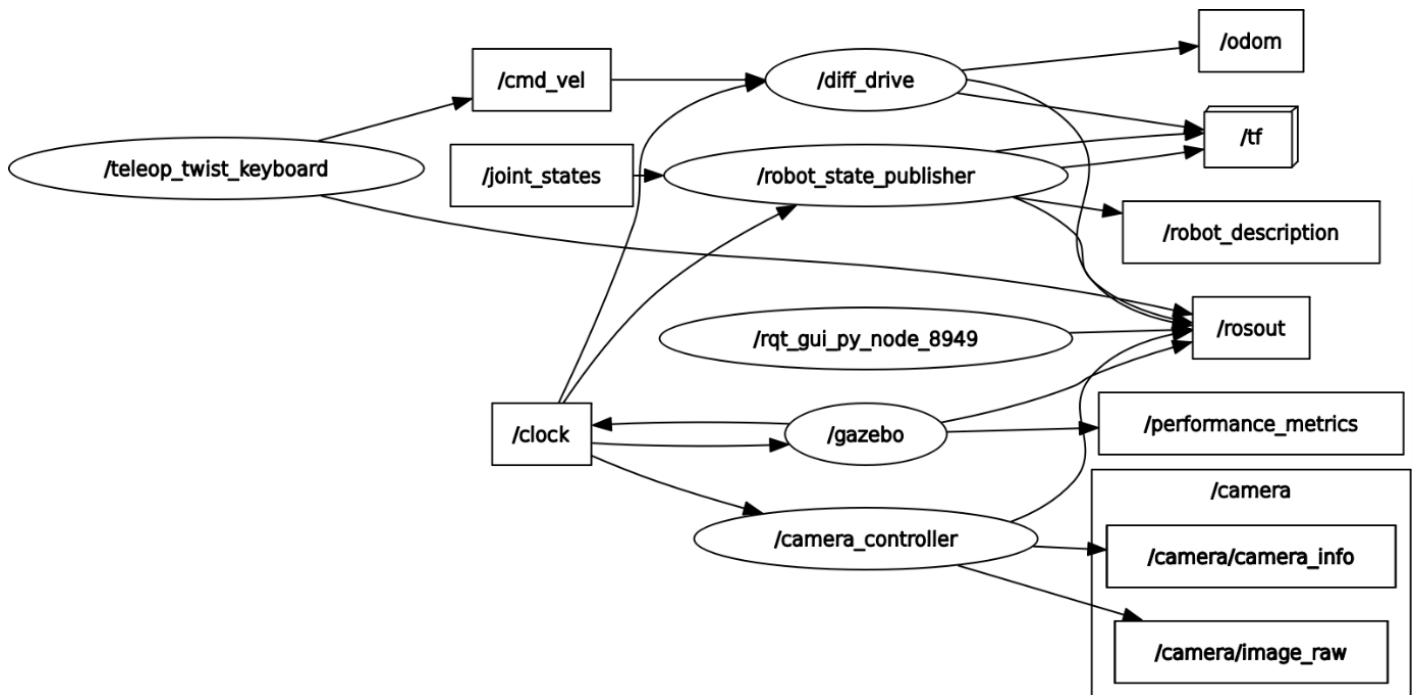 /odom
/cmd_vel
/diff_drive
/tf
/teleop_twist_keyboard
/joint_states
/robot_state_publisher
/robot_description
/rosout
/rqt_gui_py_node_8949
/clock
/gazebo
/performance_metrics
/camera
/camera_controller
/camera/camera_info
/camera/image_raw